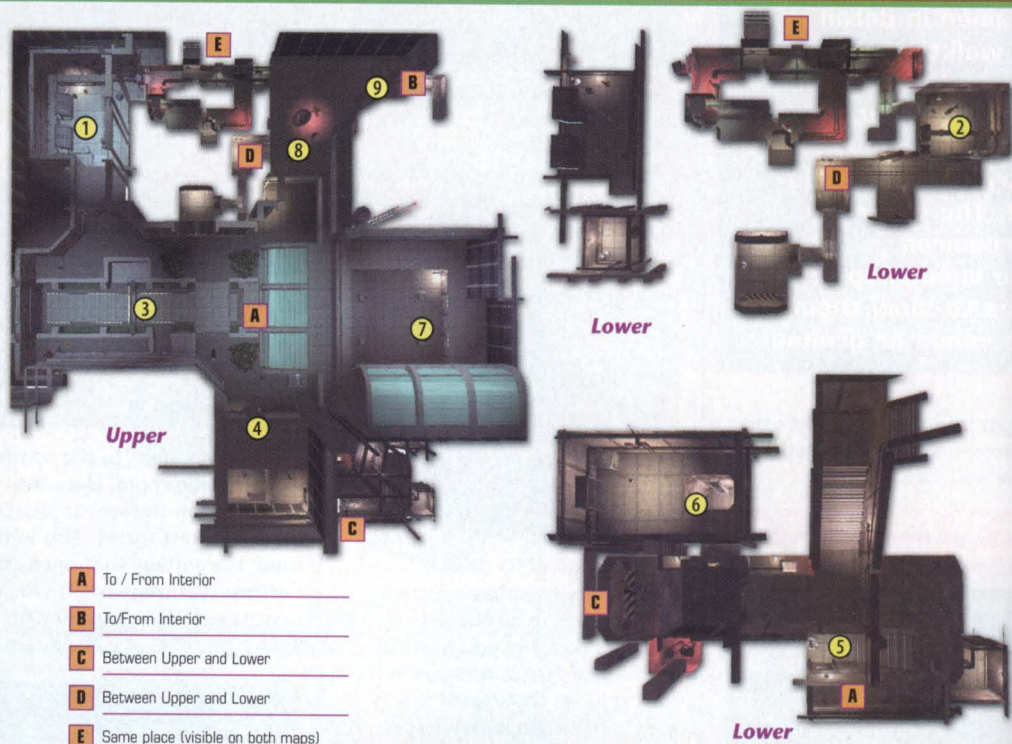 E
B
9
1
8
D
3
A
7
4
Upper
C
Lower
E
2
D
Lower
6
C
5
A
Lower
A To / From Interior
B To/From Interior
C Between Upper and Lower
D Between Upper and Lower
E Same place (visible on both maps)